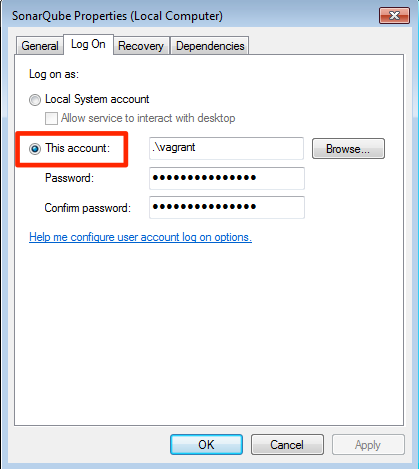 SonarQube Properties (Local Computer)
General Log On Recovery Dependencies
Log on as:
Local System account
Allow service to interact with desktop
This account: .\vagrant Browse...
Password: •••••••••••••••
Confirm password: •••••••••••••••
Help me configure user account log on options.
OK Cancel Apply